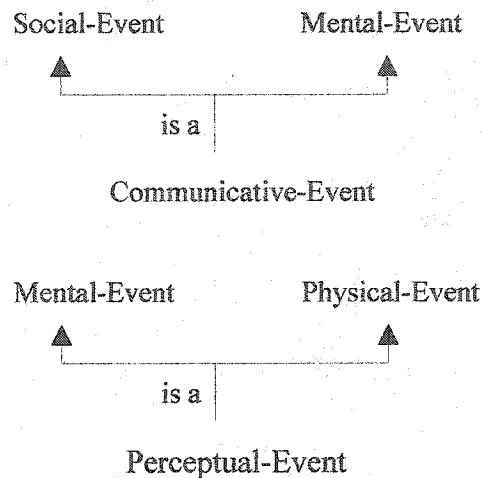 Social-Event Mental-Event
is a
Communicative-Event
Mental-Event Physical-Event
is a
Perceptual-Event